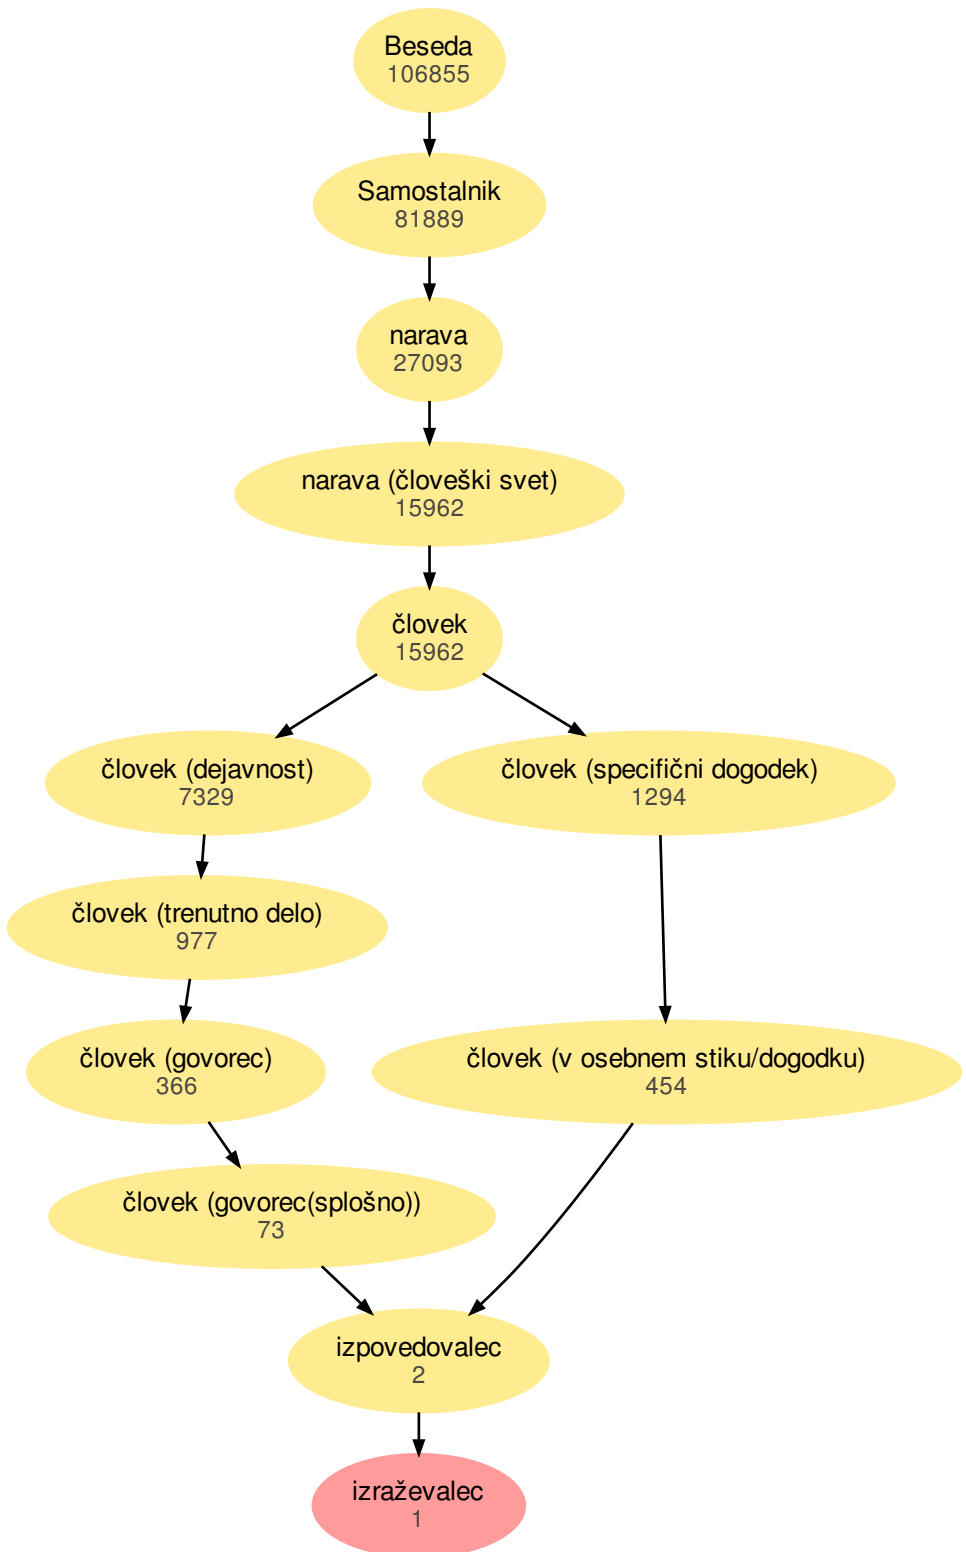 Beseda
106855
Samostalnik
81889
narava
27093
narava (človeški svet)
15962
človek
15962
človek (dejavnost)
7329
človek (specifični dogodek)
1294
človek (trenutno delo)
977
človek (govorec)
366
človek (v osebnem stiku/dogodku)
454
človek (govorec(splošno))
73
izpovedovalec
2
izraževalec
1